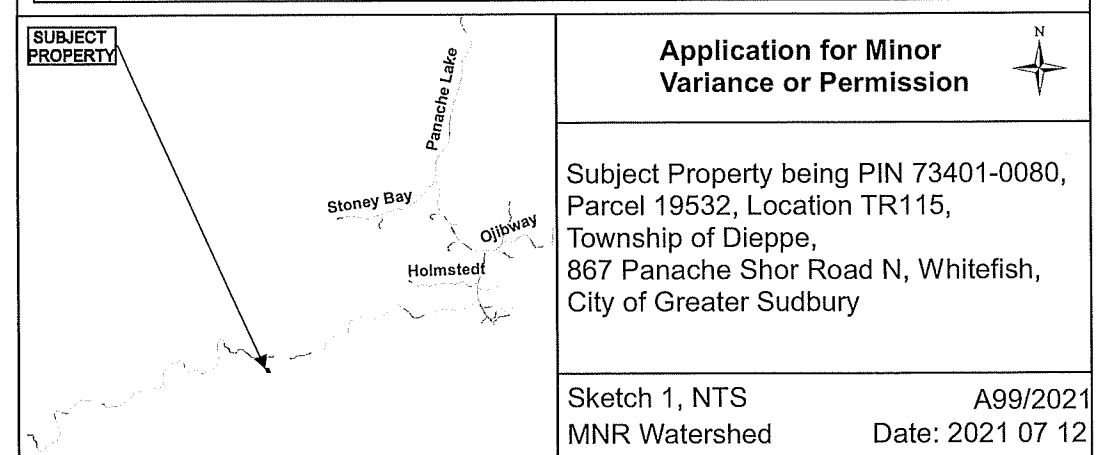 SUBJECT
PROPERTY
Panache Lake
Stoney Bay
Ojibway
Holmstedt
Application for Minor
Variance or Permission
N
Subject Property being PIN 73401-0080,
Parcel 19532, Location TR115,
Township of Dieppe,
867 Panache Shor Road N, Whitefish,
City of Greater Sudbury
Sketch 1, NTS
A99/2021
MNR Watershed
Date: 2021 07 12